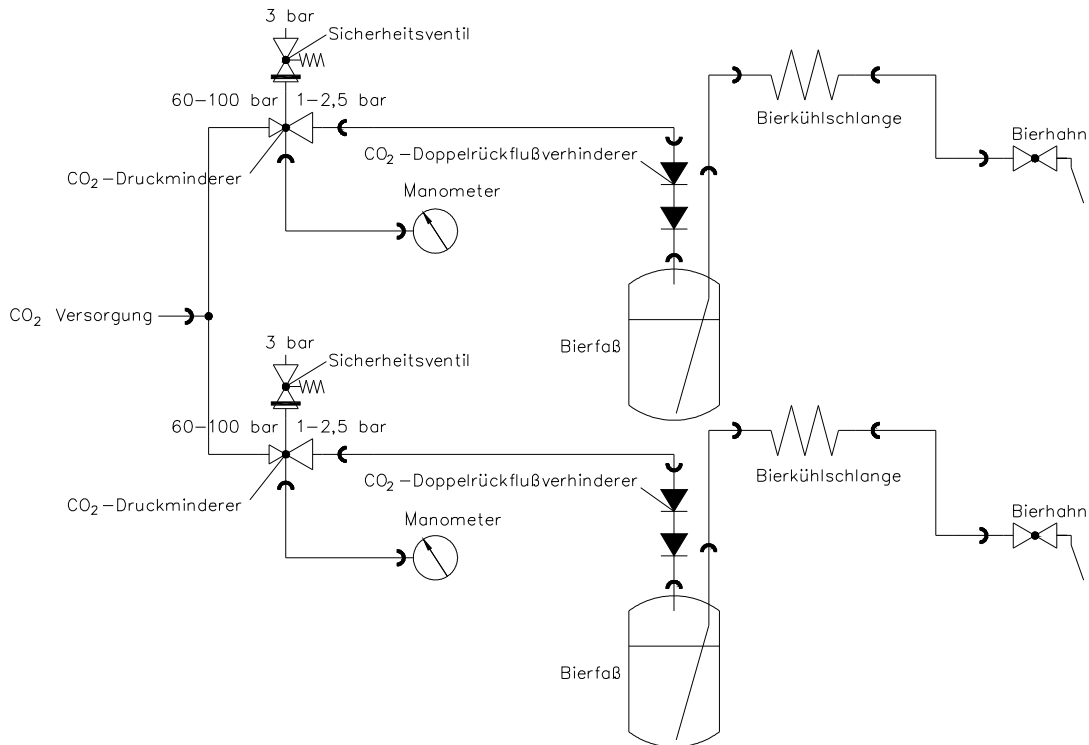 3 bar
Sicherheitsventil
60-100 bar
1-2,5 bar
CO₂-Druckminderer
Manometer
CO₂-Doppelrückflußverhinderer
Bierkühlschlange
Bierhahn
Bierfaß
CO₂ Versorgung
3 bar
Sicherheitsventil
60-100 bar
1-2,5 bar
CO₂-Druckminderer
Manometer
CO₂-Doppelrückflußverhinderer
Bierkühlschlange
Bierhahn
Bierfaß